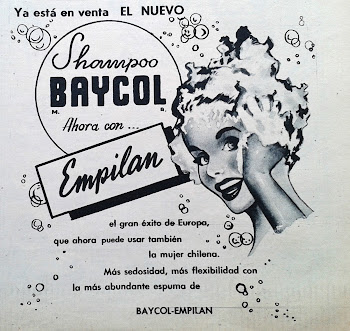 Ya está en venta EL NUEVO
Shampoo
BAYCOL
M. R.
Ahora con ...
Empilan
el gran éxito de Europa,
que ahora puede usar también
la mujer chilena.
Más sedosidad, más flexibilidad con
la más abundante espuma de
BAYCOL-EMPILAN